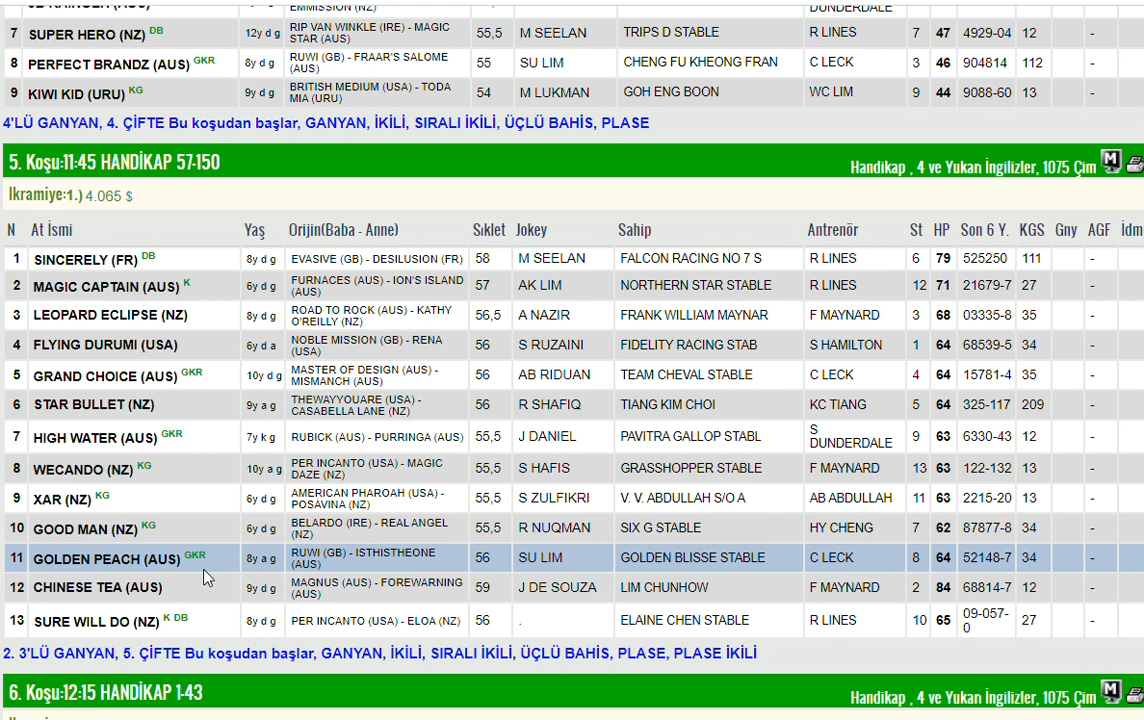 EMMISSION (NZ) DUNDERDALE
7 SUPER HERO (NZ) DB 12y d g RIP VAN WINKLE (IRE) - MAGIC STAR (AUS) 55,5 M SEELAN TRIPS D STABLE R LINES 7 47 4929-04 12 -
8 PERFECT BRANDZ (AUS) GKR 8y d g RUWI (GB) - FRAAR'S SALOME (AUS) 55 SU LIM CHENG FU KHEONG FRAN C LECK 3 46 904814 112 -
9 KIWI KID (URU) KG 9y d g BRITISH MEDIUM (USA) - TODA MIA (URU) 54 M LUKMAN GOH ENG BOON WC LIM 9 44 9088-60 13 -
4'LÜ GANYAN, 4. ÇİFTE Bu koşudan başlar, GANYAN, İKİLİ, SIRALI İKİLİ, ÜÇLÜ BAHİS, PLASE
5. Koşu:11:45 HANDİKAP 57-150 Handikap , 4 ve Yukarı İngilizler, 1075 Çim M
Ikramiye:1.) 4.065 $
N At İsmi Yaş Orijin(Baba - Anne) Sıklet Jokey Sahip Antrenör St HP Son 6 Y. KGS Gny AGF İdm
1 SINCERELY (FR) DB 8y d g EVASIVE (GB) - DESILUSION (FR) 58 M SEELAN FALCON RACING NO 7 S R LINES 6 79 525250 111 -
2 MAGIC CAPTAIN (AUS) K 6y d g FURNACES (AUS) - ION'S ISLAND (AUS) 57 AK LIM NORTHERN STAR STABLE R LINES 12 71 21679-7 27 -
3 LEOPARD ECLIPSE (NZ) 8y d g ROAD TO ROCK (AUS) - KATHY O'REILLY (NZ) 56,5 A NAZIR FRANK WILLIAM MAYNAR F MAYNARD 3 68 03335-8 35 -
4 FLYING DURUMI (USA) 6y d a NOBLE MISSION (GB) - RENA (USA) 56 S RUZAINI FIDELITY RACING STAB S HAMILTON 1 64 68539-5 34 -
5 GRAND CHOICE (AUS) GKR 10y d g MASTER OF DESIGN (AUS) - MISMANCH (AUS) 56 AB RIDUAN TEAM CHEVAL STABLE C LECK 4 64 15781-4 35 -
6 STAR BULLET (NZ) 9y a g THEWAYYOUARE (USA) - CASABELLA LANE (NZ) 56 R SHAFIQ TIANG KIM CHOI KC TIANG 5 64 325-117 209 -
7 HIGH WATER (AUS) GKR 7y k g RUBICK (AUS) - PURRINGA (AUS) 55,5 J DANIEL PAVITRA GALLOP STABL S DUNDERDALE 9 63 6330-43 12 -
8 WECANDO (NZ) KG 10y a g PER INCANTO (USA) - MAGIC DAZE (NZ) 55,5 S HAFIS GRASSHOPPER STABLE F MAYNARD 13 63 122-132 13 -
9 XAR (NZ) KG 6y d g AMERICAN PHAROAH (USA) - POSAVINA (NZ) 55,5 S ZULFIKRI V. V. ABDULLAH S/O A AB ABDULLAH 11 63 2215-20 13 -
10 GOOD MAN (NZ) KG 6y d g BELARDO (IRE) - REAL ANGEL (NZ) 55,5 R NUQMAN SIX G STABLE HY CHENG 7 62 87877-8 34 -
11 GOLDEN PEACH (AUS) GKR 8y a g RUWI (GB) - ISTHISTHEONE (AUS) 56 SU LIM GOLDEN BLISSE STABLE C LECK 8 64 52148-7 34 -
12 CHINESE TEA (AUS) 9y d g MAGNUS (AUS) - FOREWARNING (AUS) 59 J DE SOUZA LIM CHUNHOW F MAYNARD 2 84 68814-7 12 -
13 SURE WILL DO (NZ) K DB 8y d g PER INCANTO (USA) - ELOA (NZ) 56 . ELAINE CHEN STABLE R LINES 10 65 09-057-0 27 -
2. 3'LÜ GANYAN, 5. ÇİFTE Bu koşudan başlar, GANYAN, İKİLİ, SIRALI İKİLİ, ÜÇLÜ BAHİS, PLASE, PLASE İKİLİ
6. Koşu:12:15 HANDİKAP 1-43 Handikap , 4 ve Yukarı İngilizler, 1075 Çim M